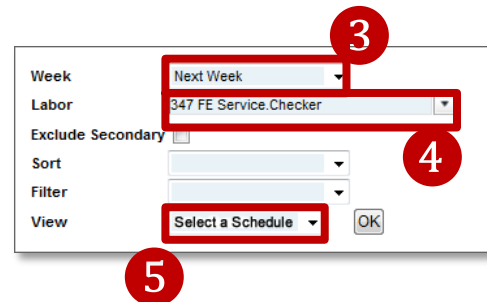 3
Week Next Week
Labor 347 FE Service.Checker
Exclude Secondary
4
Sort
Filter
View Select a Schedule OK
5